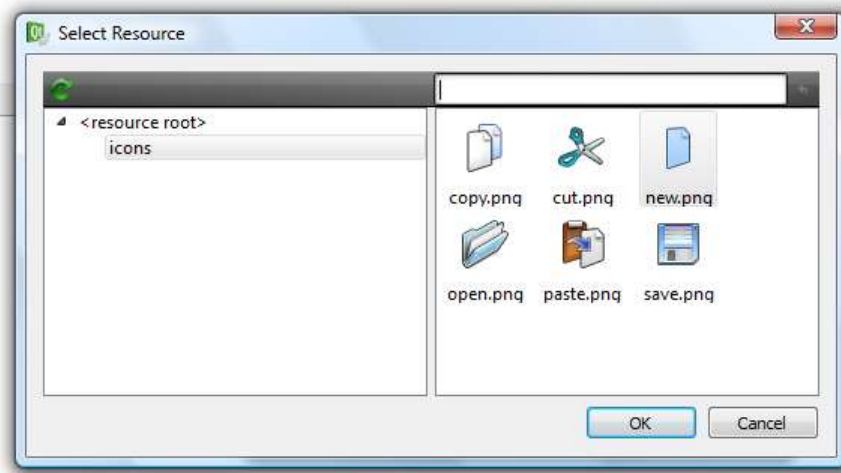 Select Resource
<resource root>
icons
copy.png cut.png new.png
open.png paste.png save.png
OK Cancel